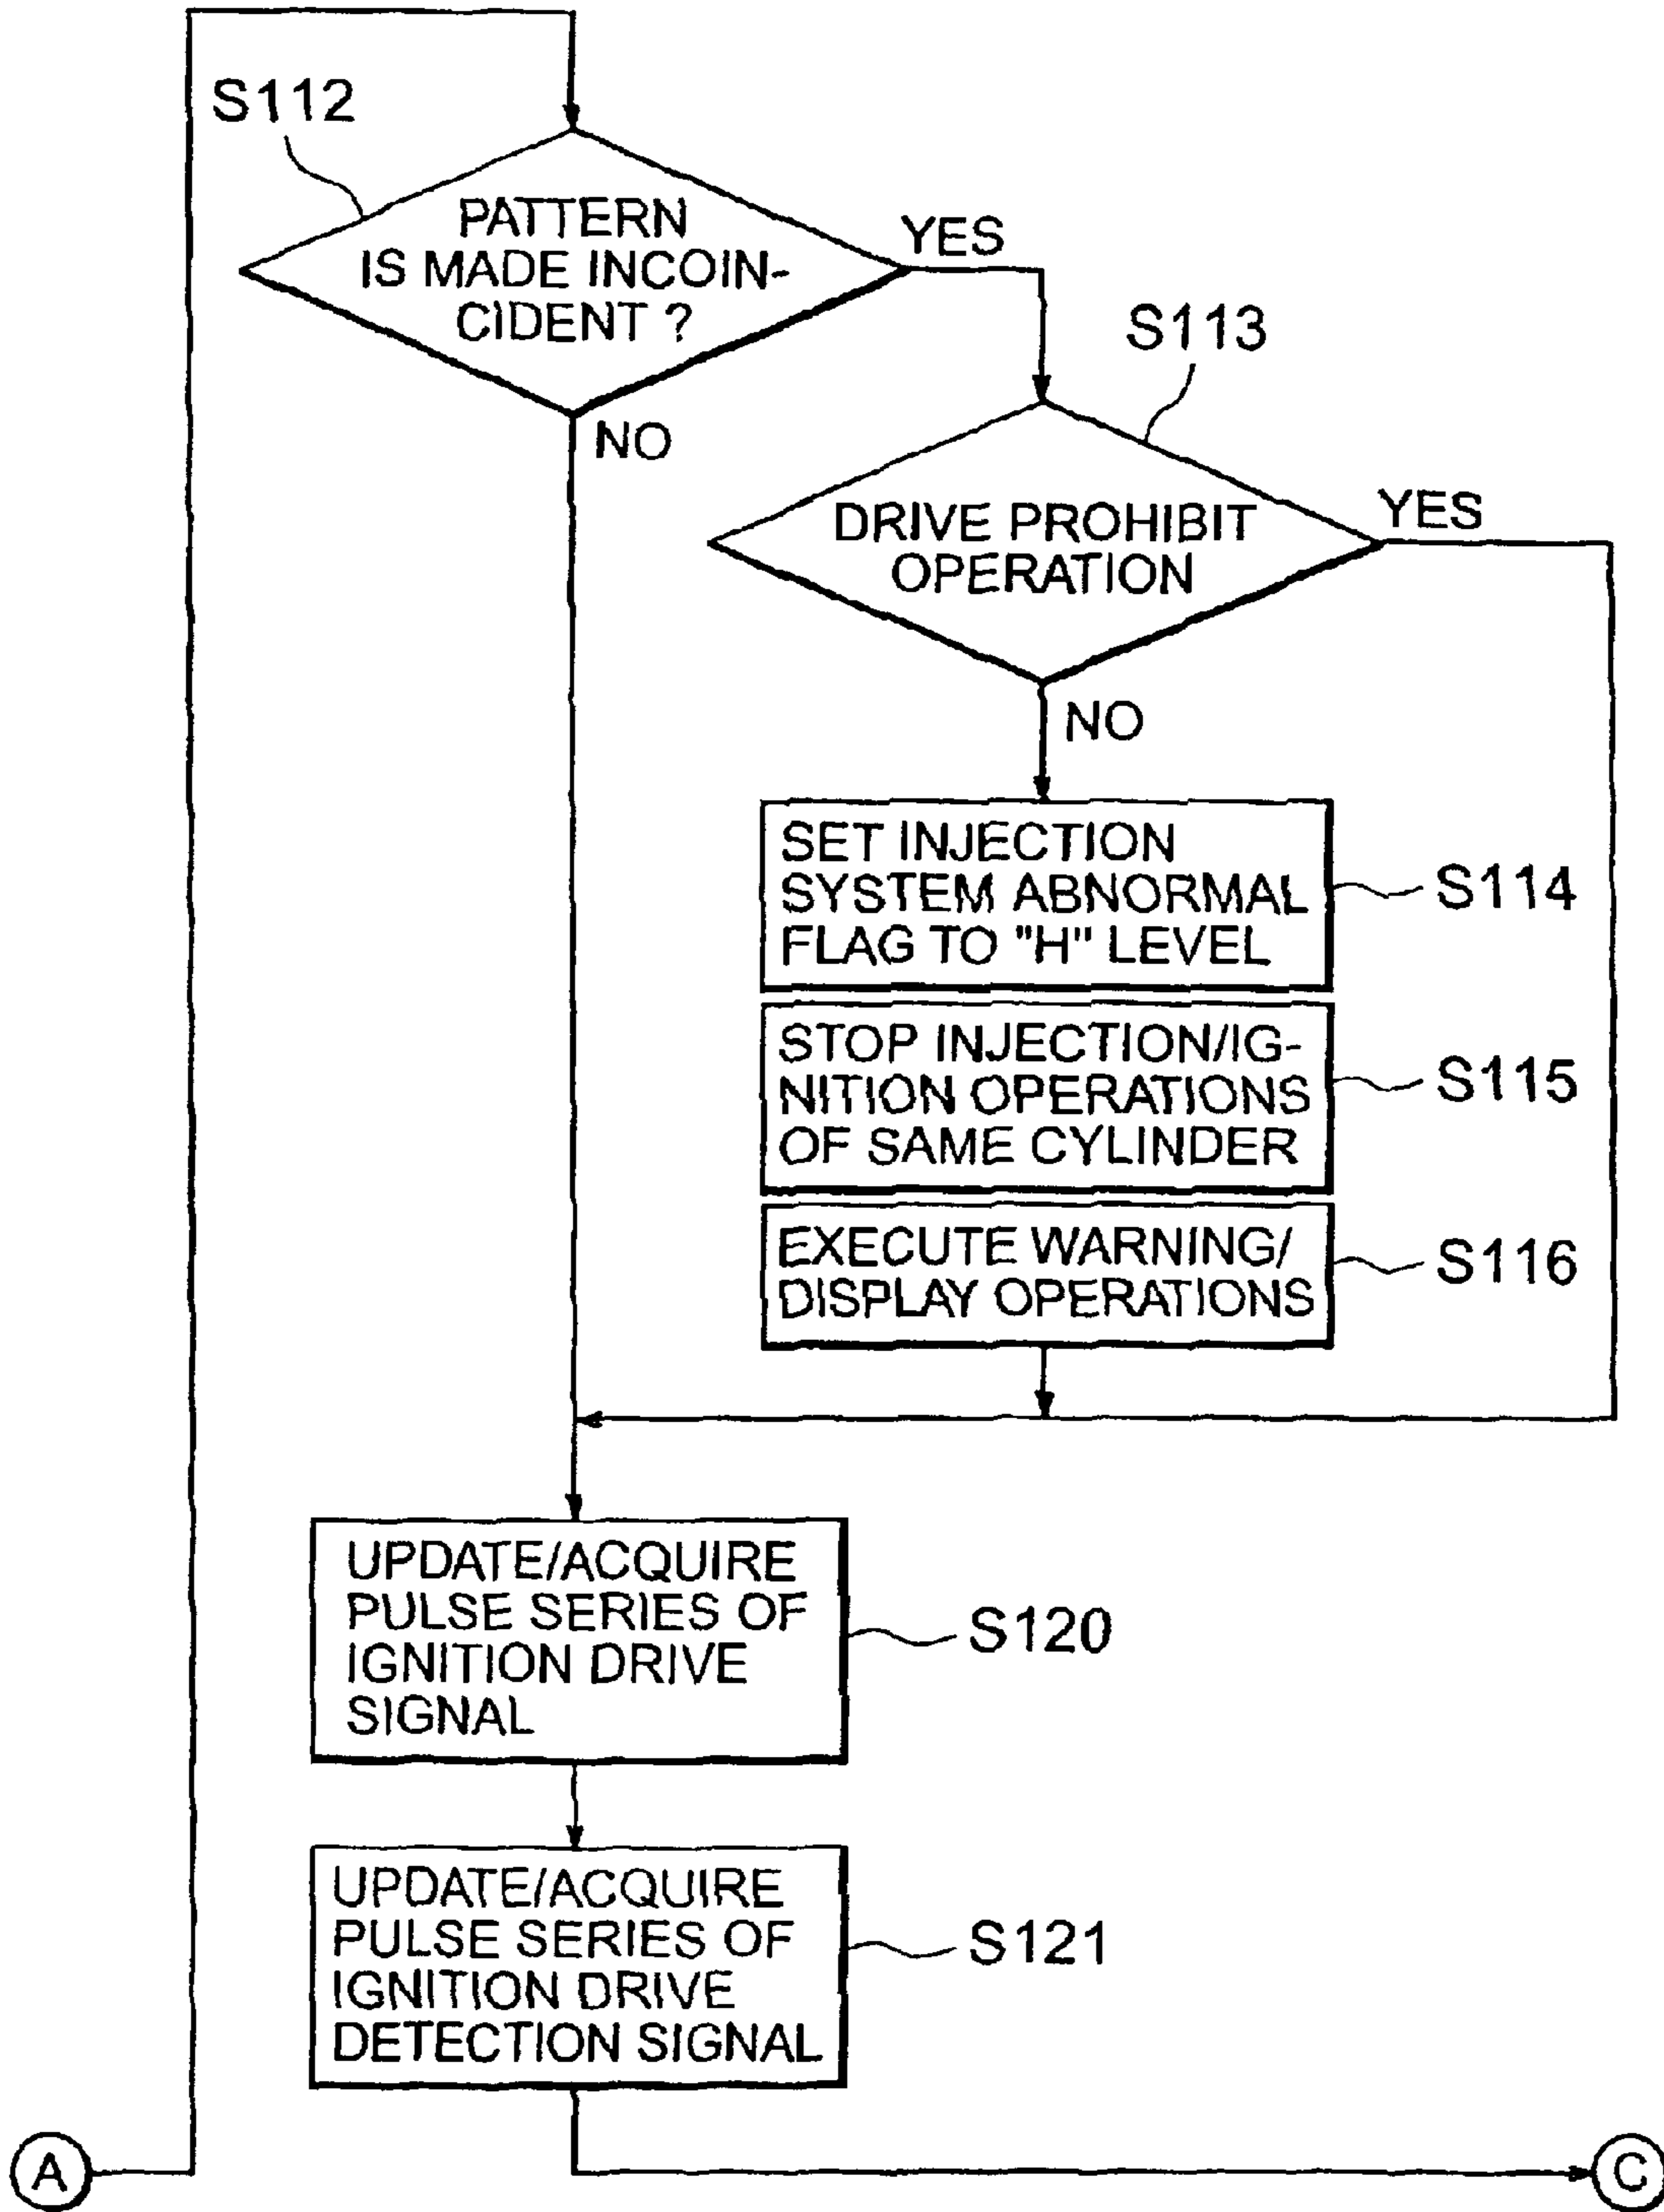 S112
PATTERN
IS MADE INCOIN-
CIDENT ?
YES
NO
S113
DRIVE PROHIBIT
OPERATION
YES
NO
SET INJECTION
SYSTEM ABNORMAL
FLAG TO "H" LEVEL
S114
STOP INJECTION/IG-
NITION OPERATIONS
OF SAME CYLINDER
S115
EXECUTE WARNING/
DISPLAY OPERATIONS
S116
UPDATE/ACQUIRE
PULSE SERIES OF
IGNITION DRIVE
SIGNAL
S120
UPDATE/ACQUIRE
PULSE SERIES OF
IGNITION DRIVE
DETECTION SIGNAL
S121
A
C